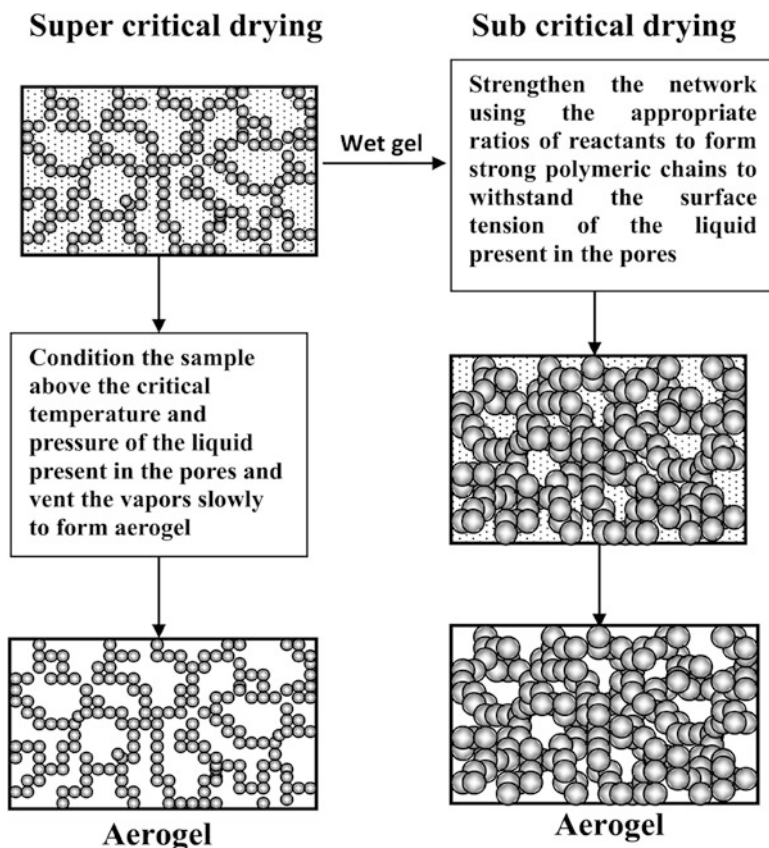 Super critical drying
Sub critical drying
Wet gel
Strengthen the network
using the appropriate
ratios of reactants to form
strong polymeric chains to
withstand the surface
tension of the liquid
present in the pores
Condition the sample
above the critical
temperature and
pressure of the liquid
present in the pores and
vent the vapors slowly
to form aerogel
Aerogel
Aerogel